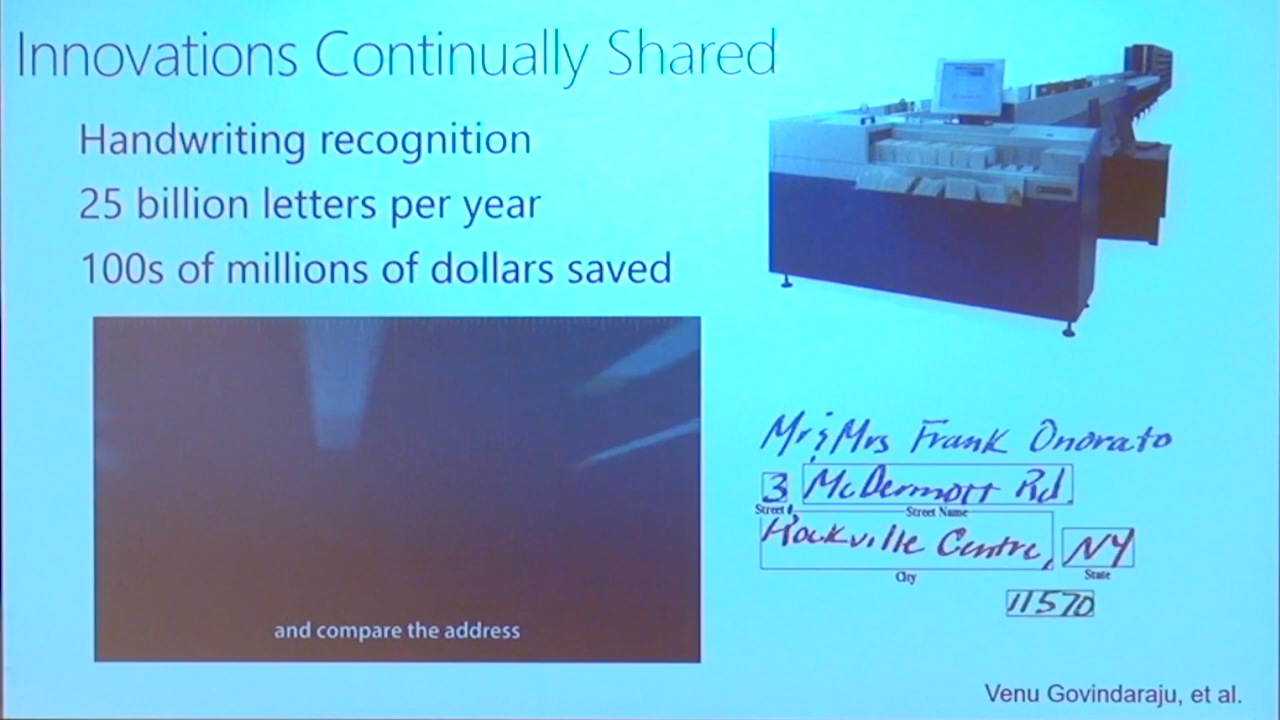 Innovations Continually Shared
Handwriting recognition
25 billion letters per year
100s of millions of dollars saved
and compare the address
Mr & Mrs Frank Onorato
3 McDermott Rd
Street # Street Name
Rockville Centre, NY
City State
11570
Venu Govindaraju, et al.